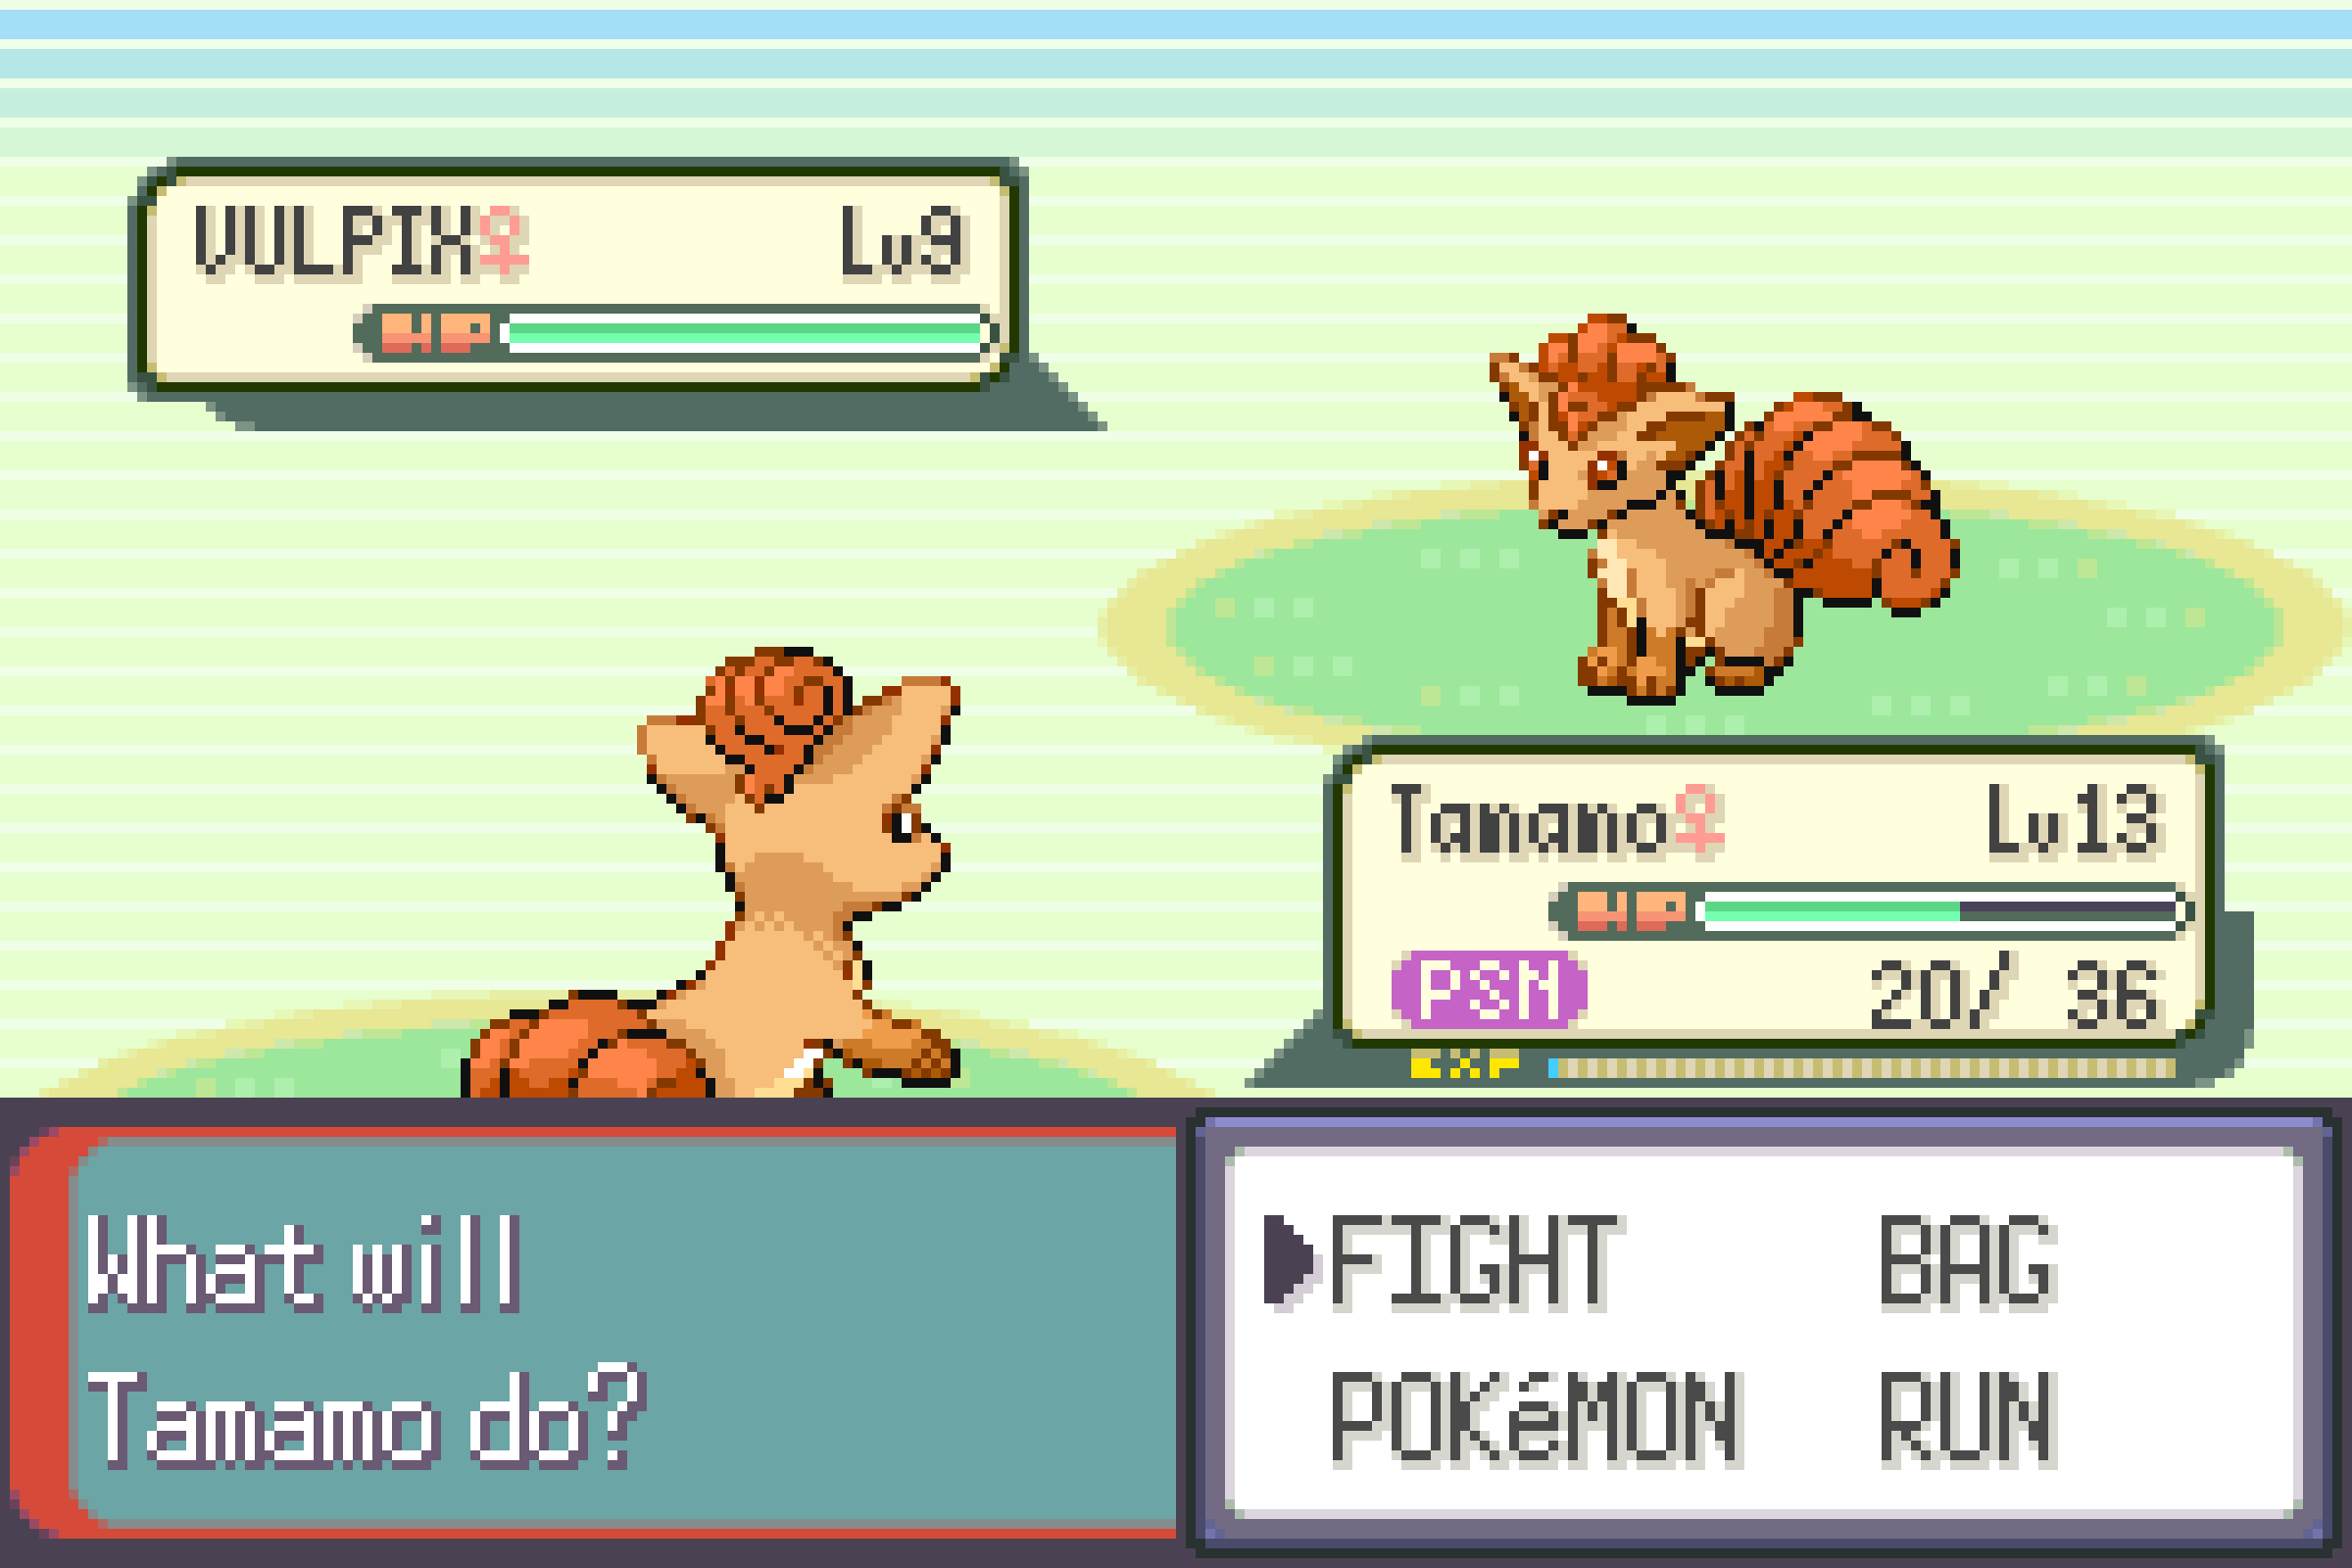 VULPIX♀ Lv9
HP
Tamamo♀ Lv13
HP
PSN 20/ 36
EXP
What will
Tamamo do?
FIGHT BAG
POKéMON RUN